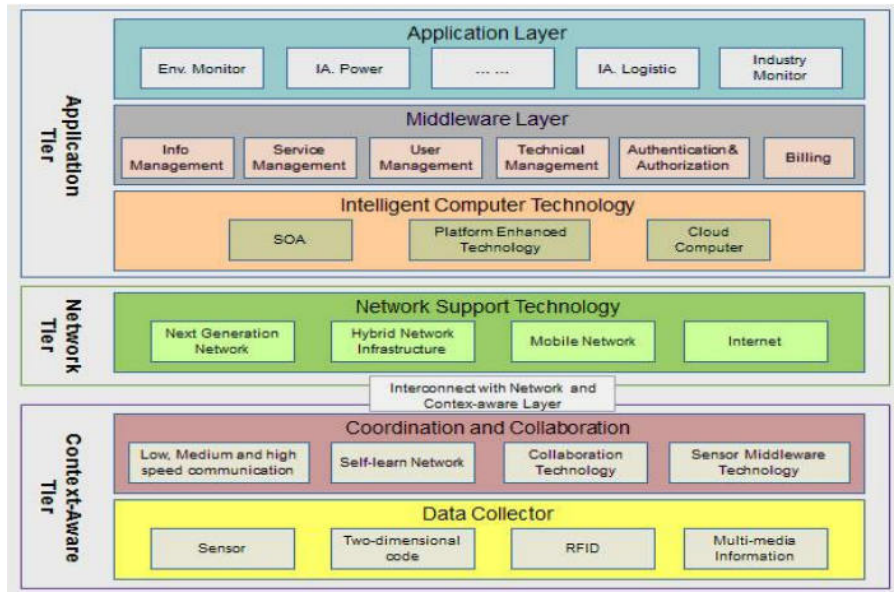 Application Tier
Application Layer
Env. Monitor
IA. Power
... ...
IA. Logistic
Industry
Monitor
Middleware Layer
Info
Management
Service
Management
User
Management
Technical
Management
Authentication &
Authorization
Billing
Intelligent Computer Technology
SOA
Platform Enhanced
Technology
Cloud
Computer
Network
Tier
Network Support Technology
Next Generation
Network
Hybrid Network
Infrastructure
Mobile Network
Internet
Interconnect with Network and
Contex-aware Layer
Context-Aware
Tier
Coordination and Collaboration
Low, Medium and high
speed communication
Self-learn Network
Collaboration
Technology
Sensor Middleware
Technology
Data Collector
Sensor
Two-dimensional
code
RFID
Multi-media
Information